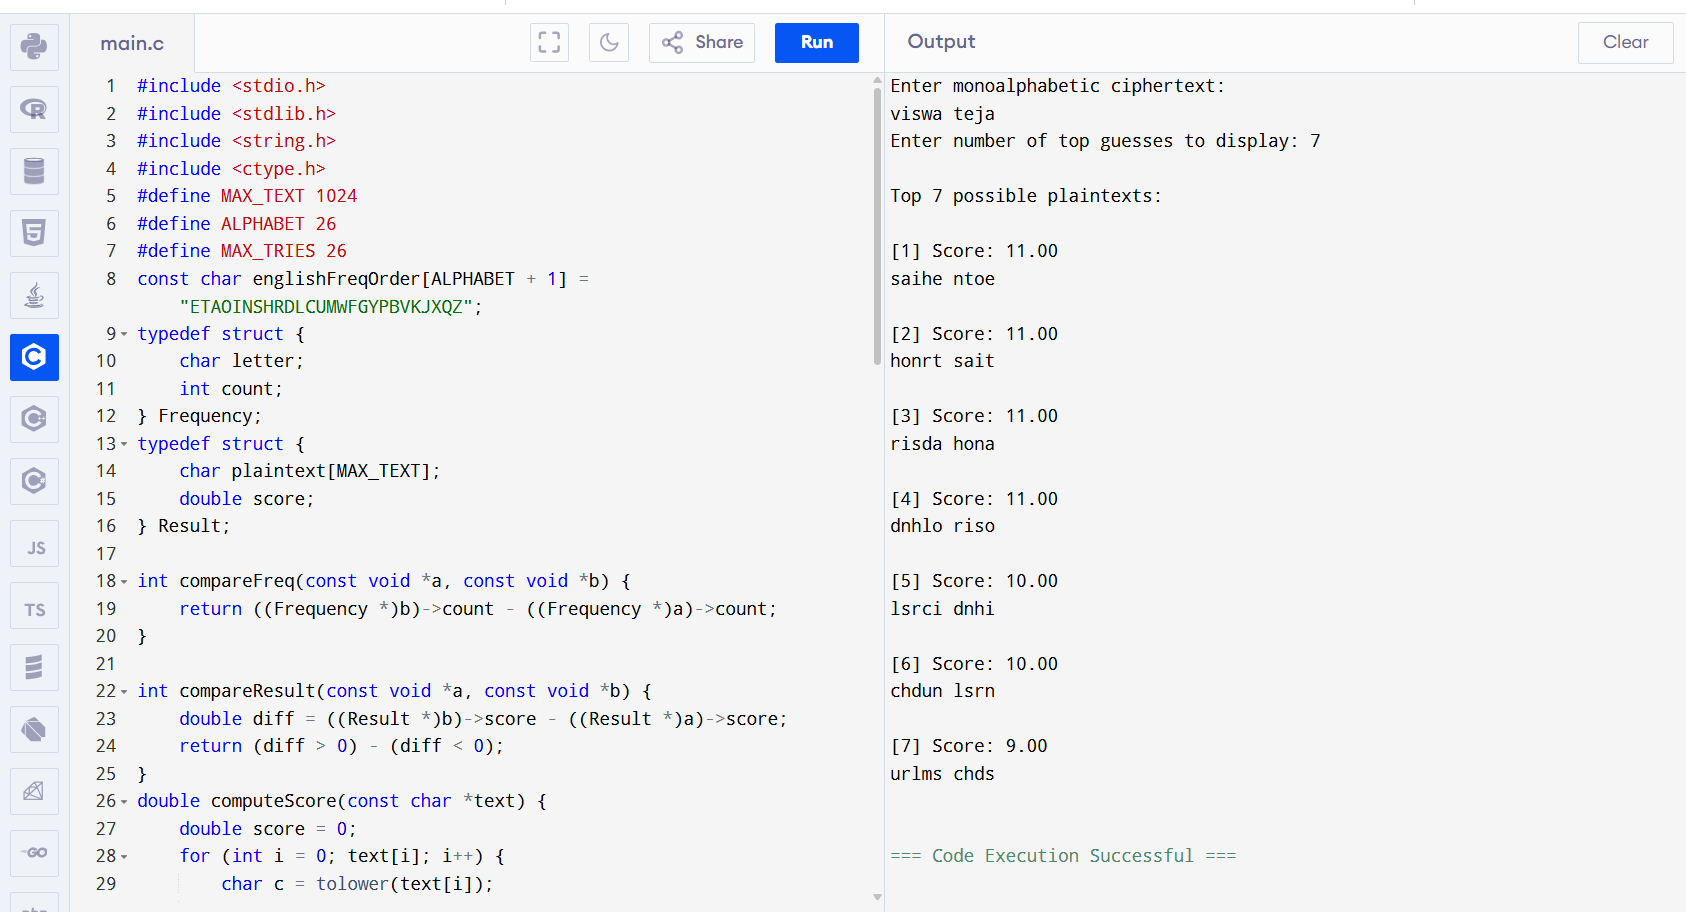 main.c
Share
Run
Output
Clear
1 #include <stdio.h>
2 #include <stdlib.h>
3 #include <string.h>
4 #include <ctype.h>
5 #define MAX_TEXT 1024
6 #define ALPHABET 26
7 #define MAX_TRIES 26
8 const char englishFreqOrder[ALPHABET + 1] =
"ETAOINSHRDLCUMWFGYPBVKJXQZ";
9 typedef struct {
10 char letter;
11 int count;
12 } Frequency;
13 typedef struct {
14 char plaintext[MAX_TEXT];
15 double score;
16 } Result;
17
18 int compareFreq(const void *a, const void *b) {
19 return ((Frequency *)b)->count - ((Frequency *)a)->count;
20 }
21
22 int compareResult(const void *a, const void *b) {
23 double diff = ((Result *)b)->score - ((Result *)a)->score;
24 return (diff > 0) - (diff < 0);
25 }
26 double computeScore(const char *text) {
27 double score = 0;
28 for (int i = 0; text[i]; i++) {
29 char c = tolower(text[i]);
Enter monoalphabetic ciphertext:
viswa teja
Enter number of top guesses to display: 7
Top 7 possible plaintexts:
[1] Score: 11.00
saihe ntoe
[2] Score: 11.00
honrt sait
[3] Score: 11.00
risda hona
[4] Score: 11.00
dnhlo riso
[5] Score: 10.00
lsrci dnhi
[6] Score: 10.00
chdun lsrn
[7] Score: 9.00
urlms chds
=== Code Execution Successful ===
R
5
C
C
C
JS
TS
GO